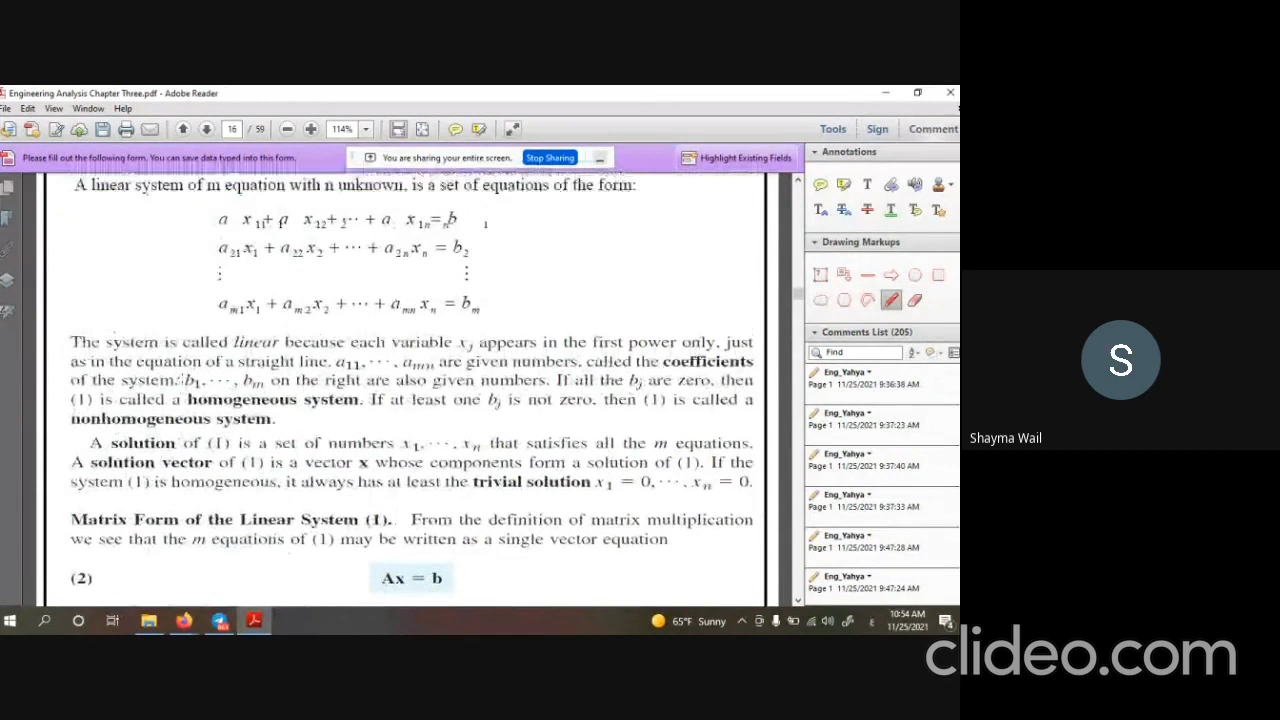 Engineering Analysis Chapter Three.pdf - Adobe Reader
File Edit View Window Help
16 / 59 114% Tools Sign Comment
Please fill out the following form. You can save data typed into this form.
You are sharing your entire screen. Stop Sharing
Highlight Existing Fields
A linear system of m equation with n unknown, is a set of equations of the form:
a x 11+ a x 12+ ··· + a x 1n= nb 1
a21x1 + a22x2 + ··· + a2nxn = b2
⋮ ⋮
am1x1 + am2x2 + ··· + amnxn = bm
The system is called linear because each variable xj appears in the first power only, just
as in the equation of a straight line. a11, ···, amn are given numbers, called the coefficients
of the system. b1, ···, bm on the right are also given numbers. If all the bj are zero, then
(1) is called a homogeneous system. If at least one bj is not zero, then (1) is called a
nonhomogeneous system.
A solution of (1) is a set of numbers x1, ···, xn that satisfies all the m equations.
A solution vector of (1) is a vector x whose components form a solution of (1). If the
system (1) is homogeneous, it always has at least the trivial solution x1 = 0, ···, xn = 0.
Matrix Form of the Linear System (1). From the definition of matrix multiplication
we see that the m equations of (1) may be written as a single vector equation
(2) Ax = b
Annotations
Drawing Markups
Comments List (205)
Find
Eng_Yahya
Page 1 11/25/2021 9:36:38 AM
Eng_Yahya
Page 1 11/25/2021 9:37:23 AM
Eng_Yahya
Page 1 11/25/2021 9:37:40 AM
Eng_Yahya
Page 1 11/25/2021 9:37:33 AM
Eng_Yahya
Page 1 11/25/2021 9:47:28 AM
Eng_Yahya
Page 1 11/25/2021 9:47:24 AM
65°F Sunny
10:54 AM
11/25/2021
S
Shayma Wail
clideo.com